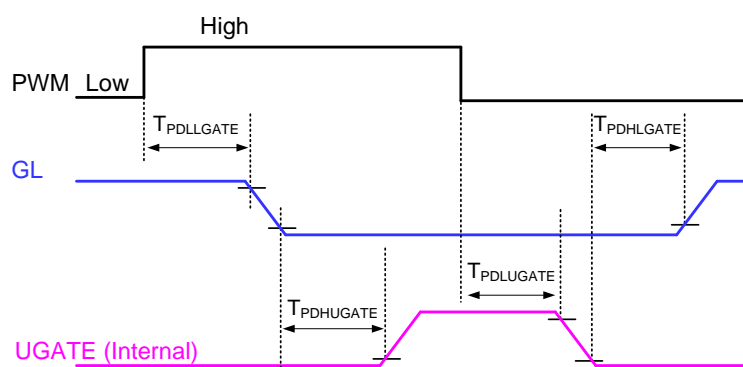 High
PWM Low
TPDLLGATE
TPDHLGATE
GL
TPDHUGATE
TPDLUGATE
UGATE (Internal)